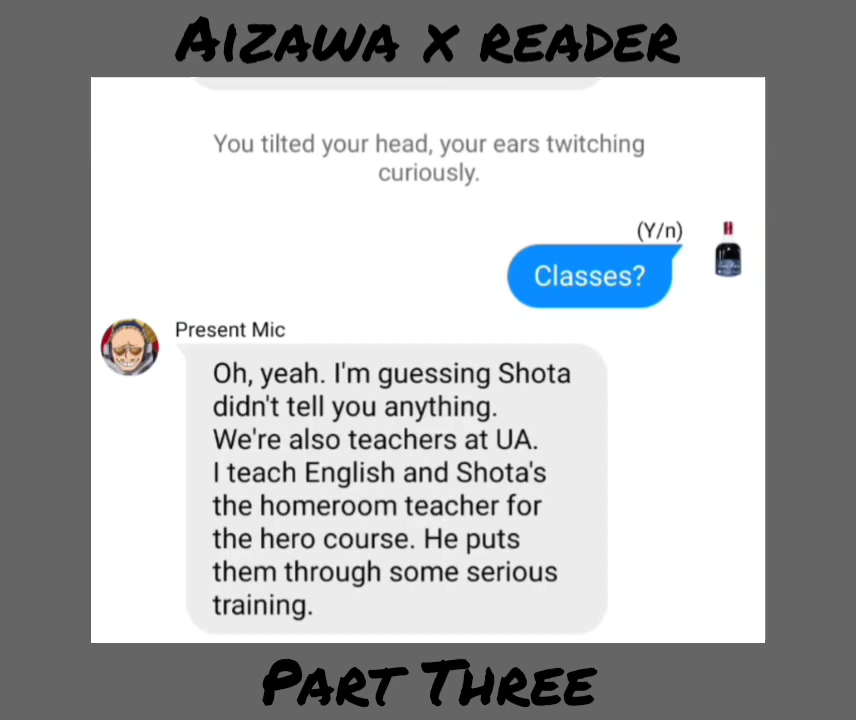 Aizawa x reader
You tilted your head, your ears twitching
curiously.
(Y/n)
Classes?
Present Mic
Oh, yeah. I'm guessing Shota
didn't tell you anything.
We're also teachers at UA.
I teach English and Shota's
the homeroom teacher for
the hero course. He puts
them through some serious
training.
Part Three